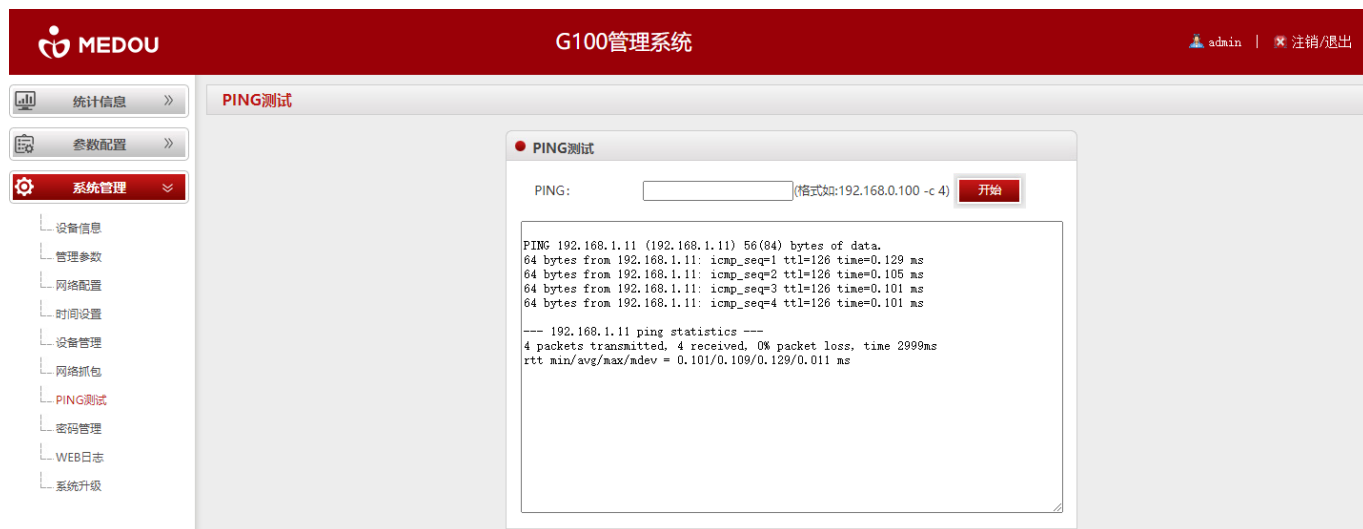 MEDOU
G100管理系统
admin | 注销/退出
统计信息
参数配置
系统管理
设备信息
管理参数
网络配置
时间设置
设备管理
网络抓包
PING测试
密码管理
WEB日志
系统升级
PING测试
PING测试
PING: (格式如:192.168.0.100 -c 4) 开始
PING 192.168.1.11 (192.168.1.11) 56(84) bytes of data.
64 bytes from 192.168.1.11: icmp_seq=1 ttl=126 time=0.129 ms
64 bytes from 192.168.1.11: icmp_seq=2 ttl=126 time=0.105 ms
64 bytes from 192.168.1.11: icmp_seq=3 ttl=126 time=0.101 ms
64 bytes from 192.168.1.11: icmp_seq=4 ttl=126 time=0.101 ms
--- 192.168.1.11 ping statistics ---
4 packets transmitted, 4 received, 0% packet loss, time 2999ms
rtt min/avg/max/mdev = 0.101/0.109/0.129/0.011 ms